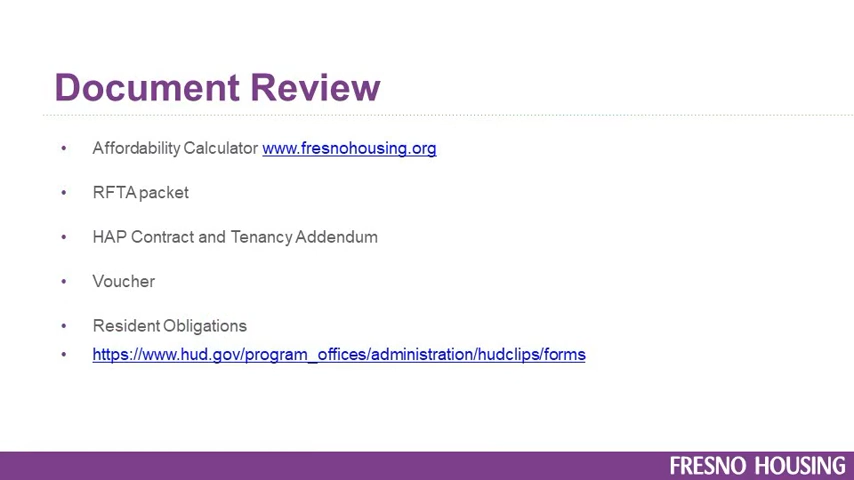 Document Review
• Affordability Calculator www.fresnohousing.org
• RFTA packet
• HAP Contract and Tenancy Addendum
• Voucher
• Resident Obligations
• https://www.hud.gov/program_offices/administration/hudclips/forms
FRESNO HOUSING